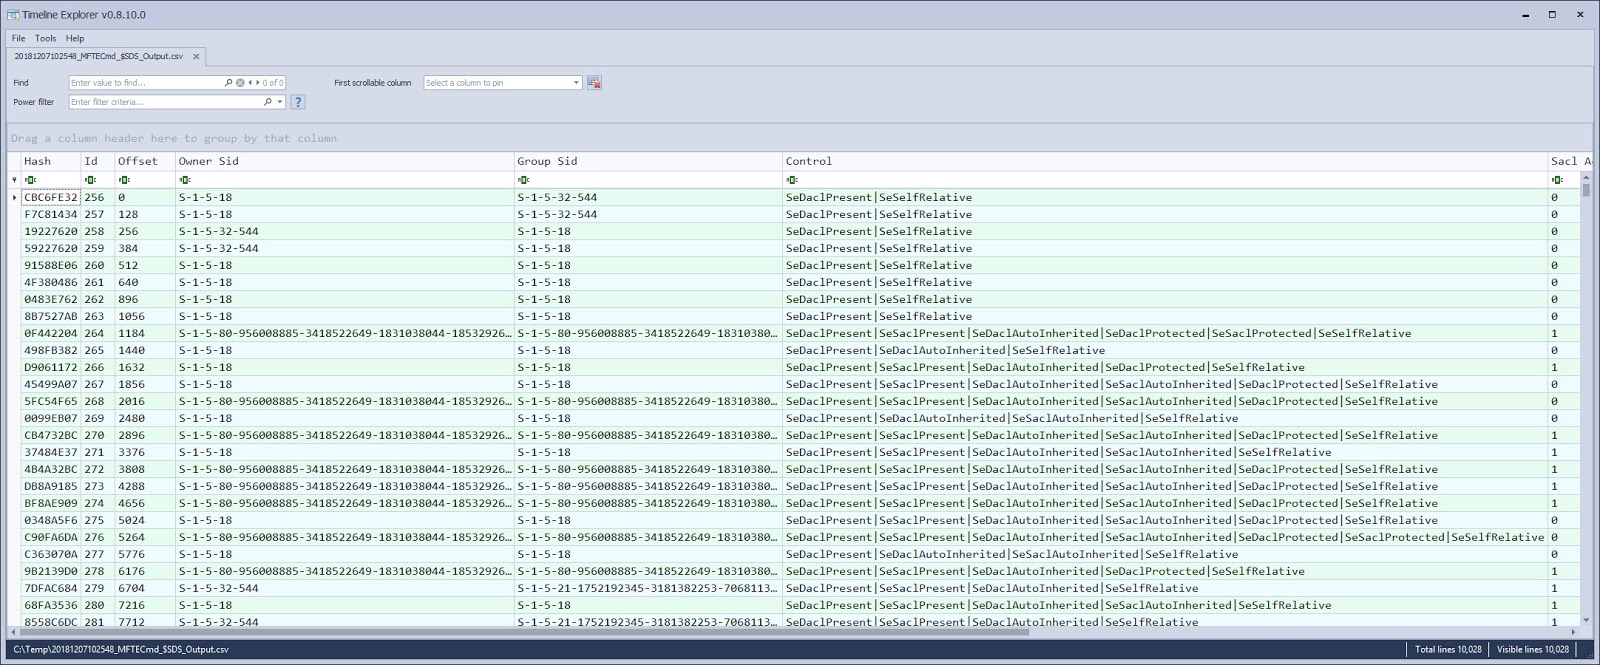 Timeline Explorer v0.8.10.0
File Tools Help
20181207102548_MFTECmd_$SDS_Output.csv
Find Enter value to find... 0 of 0 First scrollable column Select a column to pin
Power filter Enter filter criteria... ?
Drag a column header here to group by that column
Hash Id Offset Owner Sid Group Sid Control Sacl
CBC6FE32 256 0 S-1-5-18 S-1-5-32-544 SeDaclPresent|SeSelfRelative 0
F7C81434 257 128 S-1-5-18 S-1-5-32-544 SeDaclPresent|SeSelfRelative 0
19227620 258 256 S-1-5-32-544 S-1-5-18 SeDaclPresent|SeSelfRelative 0
59227620 259 384 S-1-5-32-544 S-1-5-18 SeDaclPresent|SeSelfRelative 0
91588E06 260 512 S-1-5-18 S-1-5-18 SeDaclPresent|SeSelfRelative 0
4F380486 261 640 S-1-5-18 S-1-5-18 SeDaclPresent|SeSelfRelative 0
0483E762 262 896 S-1-5-18 S-1-5-18 SeDaclPresent|SeSelfRelative 0
8B7527AB 263 1056 S-1-5-18 S-1-5-18 SeDaclPresent|SeSelfRelative 0
0F442204 264 1184 S-1-5-80-956008885-3418522649-1831038044-18532926... S-1-5-80-956008885-3418522649-18310380... SeDaclPresent|SeSaclPresent|SeDaclAutoInherited|SeDaclProtected|SeSaclProtected|SeSelfRelative 1
498FB382 265 1440 S-1-5-18 S-1-5-18 SeDaclPresent|SeDaclAutoInherited|SeSelfRelative 0
D9061172 266 1632 S-1-5-18 S-1-5-18 SeDaclPresent|SeSaclPresent|SeDaclAutoInherited|SeDaclProtected|SeSelfRelative 1
45499A07 267 1856 S-1-5-18 S-1-5-18 SeDaclPresent|SeSaclPresent|SeDaclAutoInherited|SeSaclAutoInherited|SeDaclProtected|SeSelfRelative 0
5FC54F65 268 2016 S-1-5-80-956008885-3418522649-1831038044-18532926... S-1-5-80-956008885-3418522649-18310380... SeDaclPresent|SeSaclPresent|SeDaclAutoInherited|SeSaclAutoInherited|SeDaclProtected|SeSelfRelative 0
0099EB07 269 2480 S-1-5-18 S-1-5-18 SeDaclPresent|SeDaclAutoInherited|SeSaclAutoInherited|SeSelfRelative 0
CB4732BC 270 2896 S-1-5-80-956008885-3418522649-1831038044-18532926... S-1-5-80-956008885-3418522649-18310380... SeDaclPresent|SeSaclPresent|SeDaclAutoInherited|SeSaclAutoInherited|SeDaclProtected|SeSelfRelative 1
37484E37 271 3376 S-1-5-18 S-1-5-18 SeDaclPresent|SeSaclPresent|SeDaclAutoInherited|SeSaclAutoInherited|SeSelfRelative 1
4B4A32BC 272 3808 S-1-5-80-956008885-3418522649-1831038044-18532926... S-1-5-80-956008885-3418522649-18310380... SeDaclPresent|SeSaclPresent|SeDaclAutoInherited|SeSaclAutoInherited|SeDaclProtected|SeSelfRelative 1
DB8A9185 273 4288 S-1-5-80-956008885-3418522649-1831038044-18532926... S-1-5-80-956008885-3418522649-18310380... SeDaclPresent|SeSaclPresent|SeDaclAutoInherited|SeSaclAutoInherited|SeDaclProtected|SeSelfRelative 1
BF8AE909 274 4656 S-1-5-80-956008885-3418522649-1831038044-18532926... S-1-5-80-956008885-3418522649-18310380... SeDaclPresent|SeSaclPresent|SeDaclAutoInherited|SeSaclAutoInherited|SeDaclProtected|SeSelfRelative 1
0348A5F6 275 5024 S-1-5-18 S-1-5-18 SeDaclPresent|SeSaclPresent|SeDaclAutoInherited|SeSaclAutoInherited|SeDaclProtected|SeSelfRelative 0
C90FA6DA 276 5264 S-1-5-80-956008885-3418522649-1831038044-18532926... S-1-5-80-956008885-3418522649-18310380... SeDaclPresent|SeSaclPresent|SeDaclAutoInherited|SeSaclAutoInherited|SeDaclProtected|SeSaclProtected|SeSelfRelative 0
C363070A 277 5776 S-1-5-18 S-1-5-18 SeDaclPresent|SeDaclAutoInherited|SeSaclAutoInherited|SeSelfRelative 0
9B2139D0 278 6176 S-1-5-80-956008885-3418522649-1831038044-18532926... S-1-5-80-956008885-3418522649-18310380... SeDaclPresent|SeSaclPresent|SeDaclAutoInherited|SeDaclProtected|SeSelfRelative 1
7DFAC684 279 6704 S-1-5-32-544 S-1-5-21-1752192345-3181382253-7068113... SeDaclPresent|SeSaclPresent|SeDaclAutoInherited|SeSelfRelative 1
68FA3536 280 7216 S-1-5-18 S-1-5-18 SeDaclPresent|SeSaclPresent|SeDaclAutoInherited|SeSaclAutoInherited|SeSelfRelative 1
8558C6DC 281 7712 S-1-5-32-544 S-1-5-21-1752192345-3181382253-7068113... SeDaclPresent|SeSaclPresent|SeDaclAutoInherited|SeSelfRelative 1
C:\Temp\20181207102548_MFTECmd_$SDS_Output.csv Total lines 10,028 Visible lines 10,028